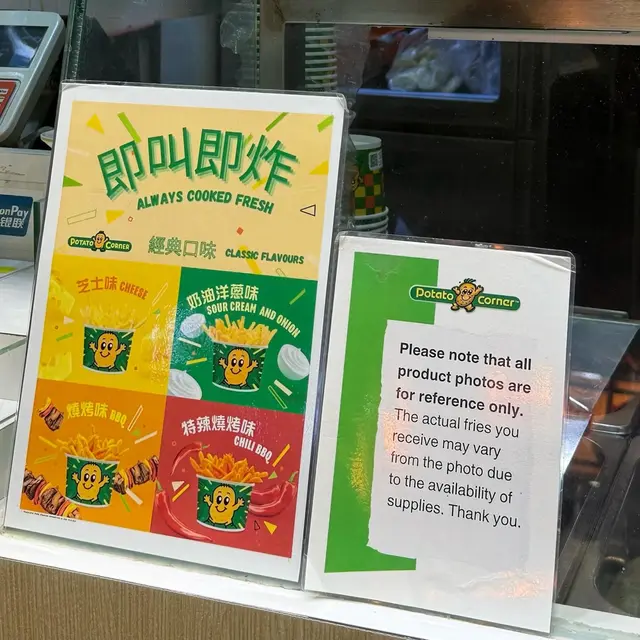 onPay
银联
即叫即炸
ALWAYS COOKED FRESH
POTATO CORNER
經典口味 CLASSIC FLAVOURS
芝士味 CHEESE
奶油洋蔥味
SOUR CREAM AND ONION
燒烤味 BBQ
特辣燒烤味
CHILI BBQ
Potato Corner
Please note that all
product photos are
for reference only.
The actual fries you
receive may vary
from the photo due
to the availability of
supplies. Thank you.